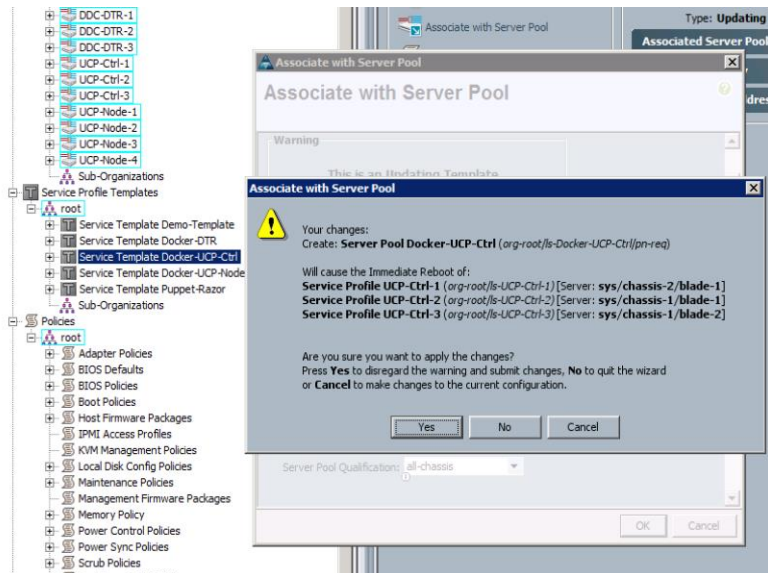 DDC-DTR-1
DDC-DTR-2
DDC-DTR-3
UCP-Ctrl-1
UCP-Ctrl-2
UCP-Ctrl-3
UCP-Node-1
UCP-Node-2
UCP-Node-3
UCP-Node-4
Sub-Organizations
Service Profile Templates
root
Service Template Demo-Template
Service Template Docker-DTR
Service Template Docker-UCP-Ctrl
Service Template Docker-UCP-Node
Service Template Puppet-Razor
Sub-Organizations
Policies
root
Adapter Policies
BIOS Defaults
BIOS Policies
Boot Policies
Host Firmware Packages
IPMI Access Profiles
KVM Management Policies
Local Disk Config Policies
Maintenance Policies
Management Firmware Packages
Memory Policy
Power Control Policies
Power Sync Policies
Scrub Policies
Associate with Server Pool
Type: Updating
Associated Server Pool
Associate with Server Pool
Associate with Server Pool
Warning
This is an Updating Template
Associate with Server Pool
Your changes:
Create: Server Pool Docker-UCP-Ctrl (org-root/ls-Docker-UCP-Ctrl/pn-req)
Will cause the Immediate Reboot of:
Service Profile UCP-Ctrl-1 (org-root/ls-UCP-Ctrl-1) [Server: sys/chassis-2/blade-1]
Service Profile UCP-Ctrl-2 (org-root/ls-UCP-Ctrl-2) [Server: sys/chassis-1/blade-1]
Service Profile UCP-Ctrl-3 (org-root/ls-UCP-Ctrl-3) [Server: sys/chassis-1/blade-2]
Are you sure you want to apply the changes?
Press Yes to disregard the warning and submit changes, No to quit the wizard
or Cancel to make changes to the current configuration.
Yes No Cancel
Server Pool Qualification: all-chassis
OK Cancel